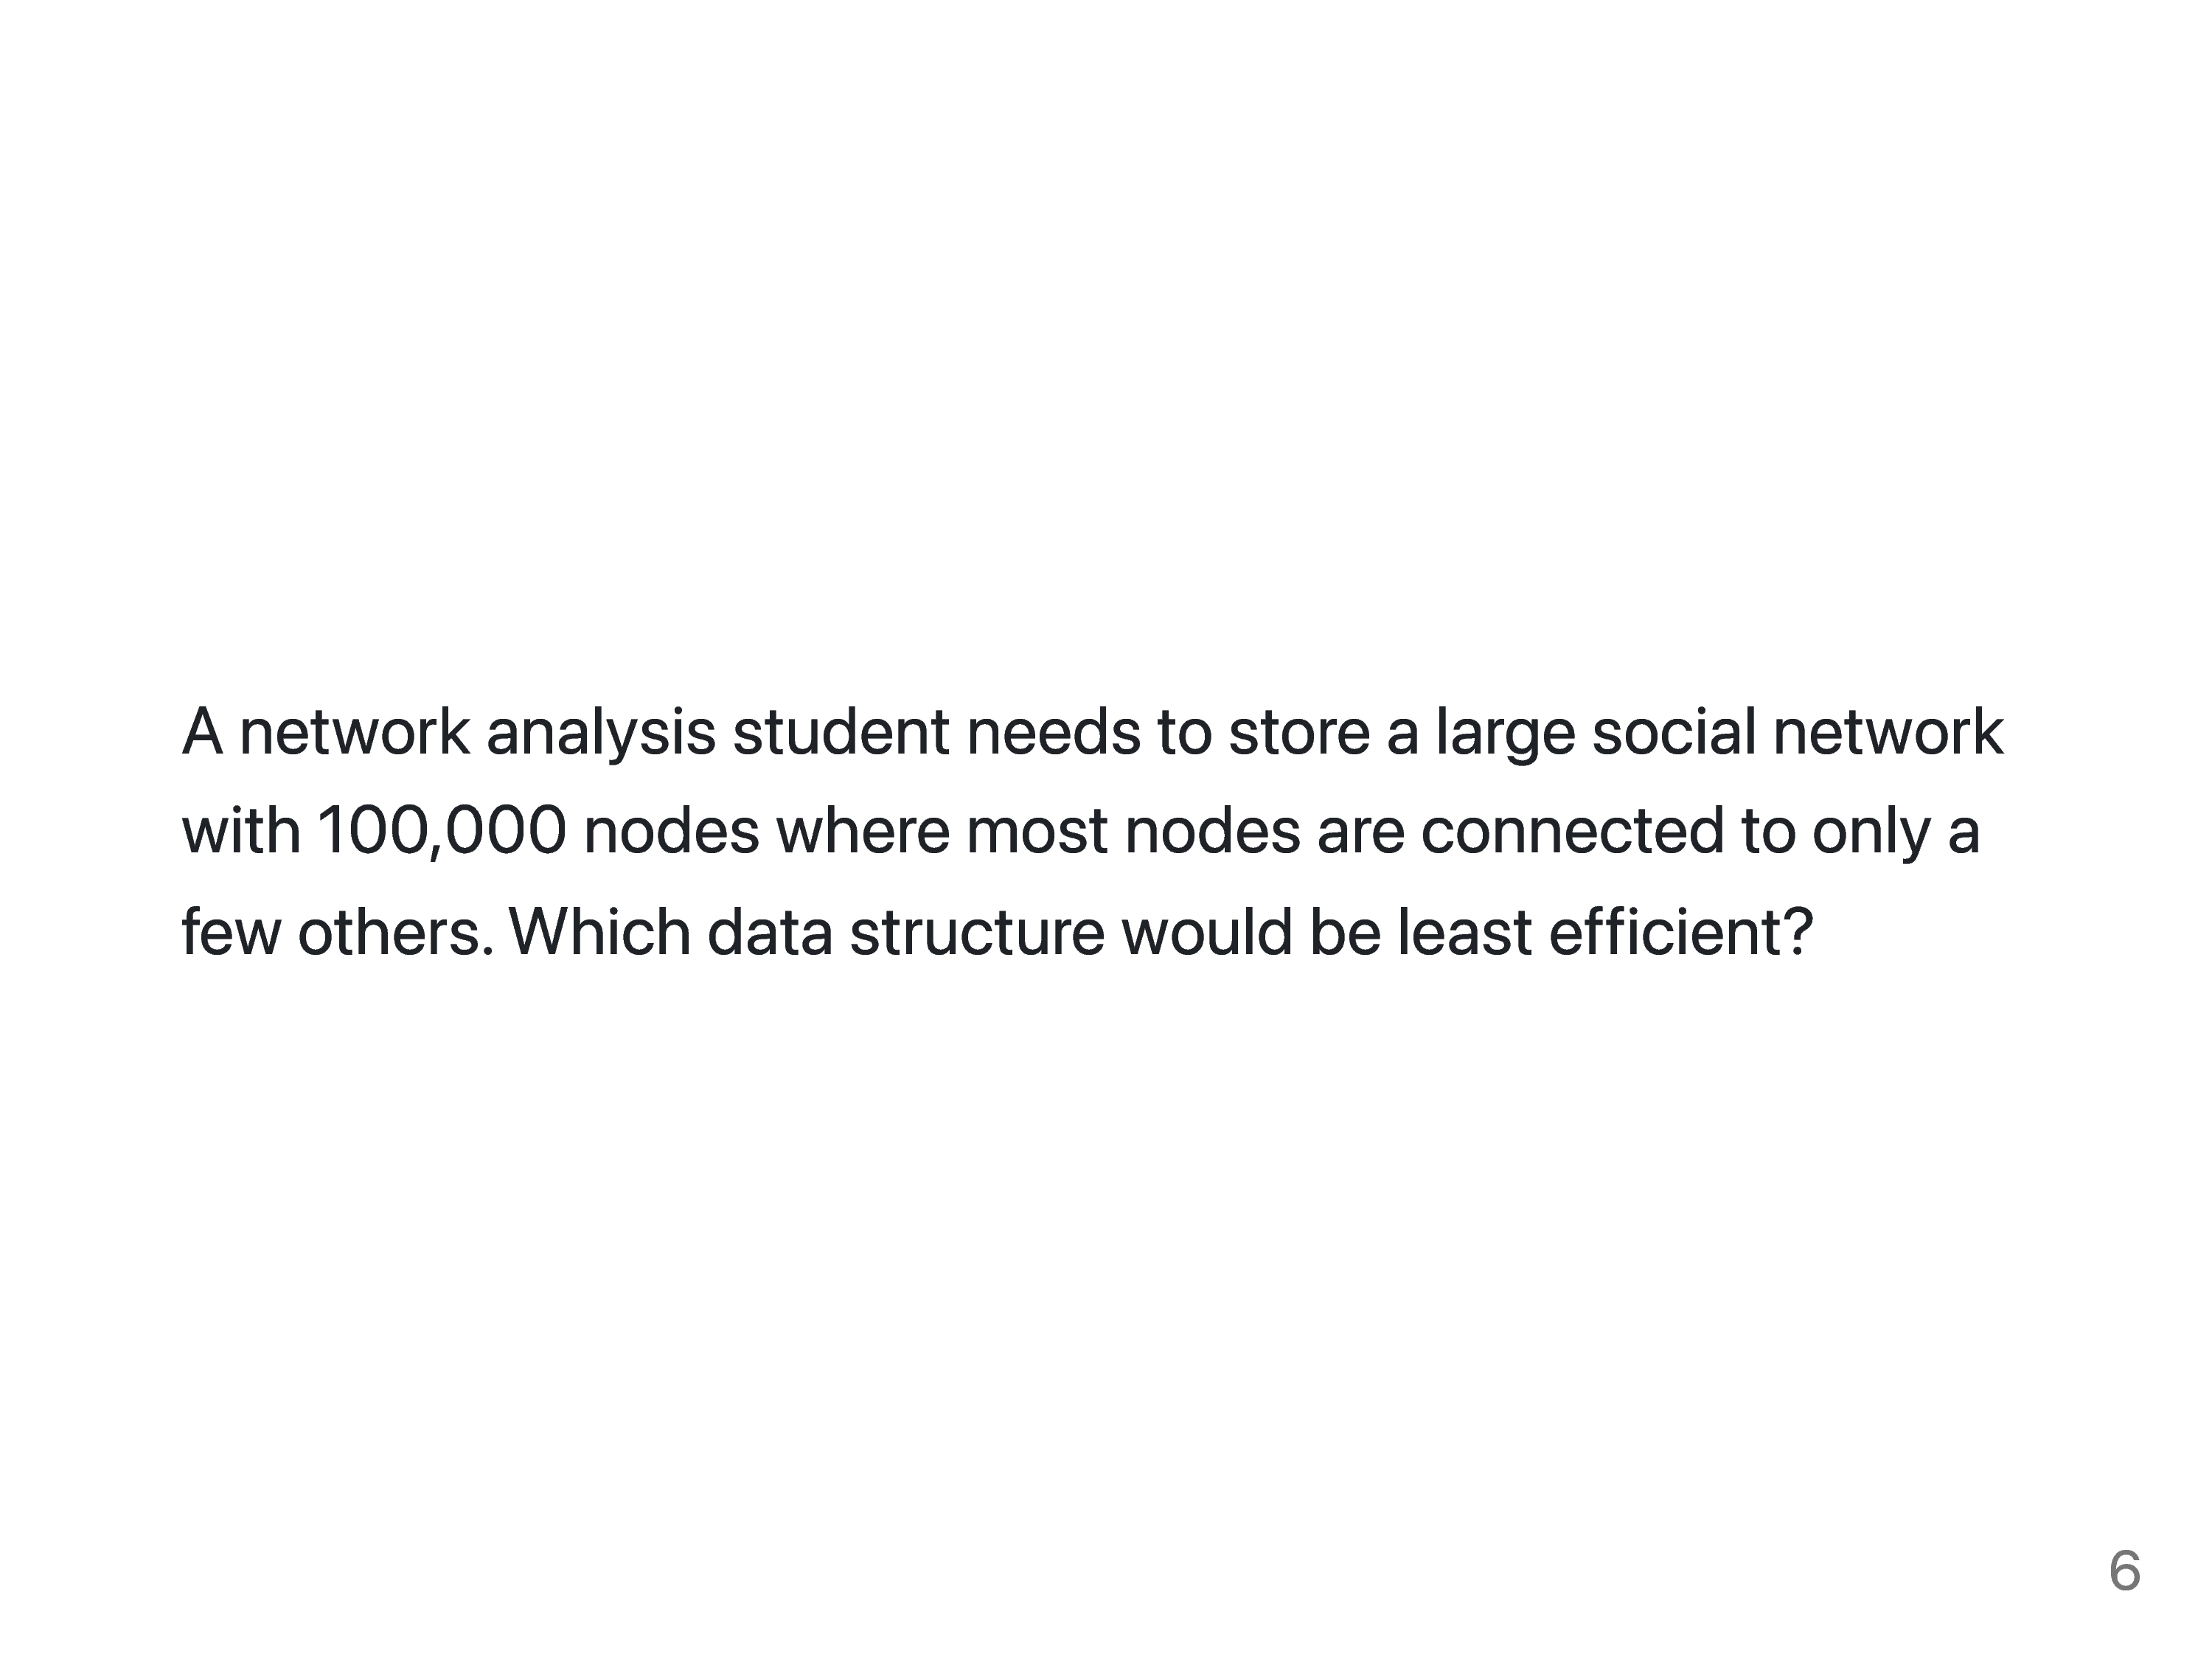 A network analysis student needs to store a large social network
with 100,000 nodes where most nodes are connected to only a
few others. Which data structure would be least efficient?
6